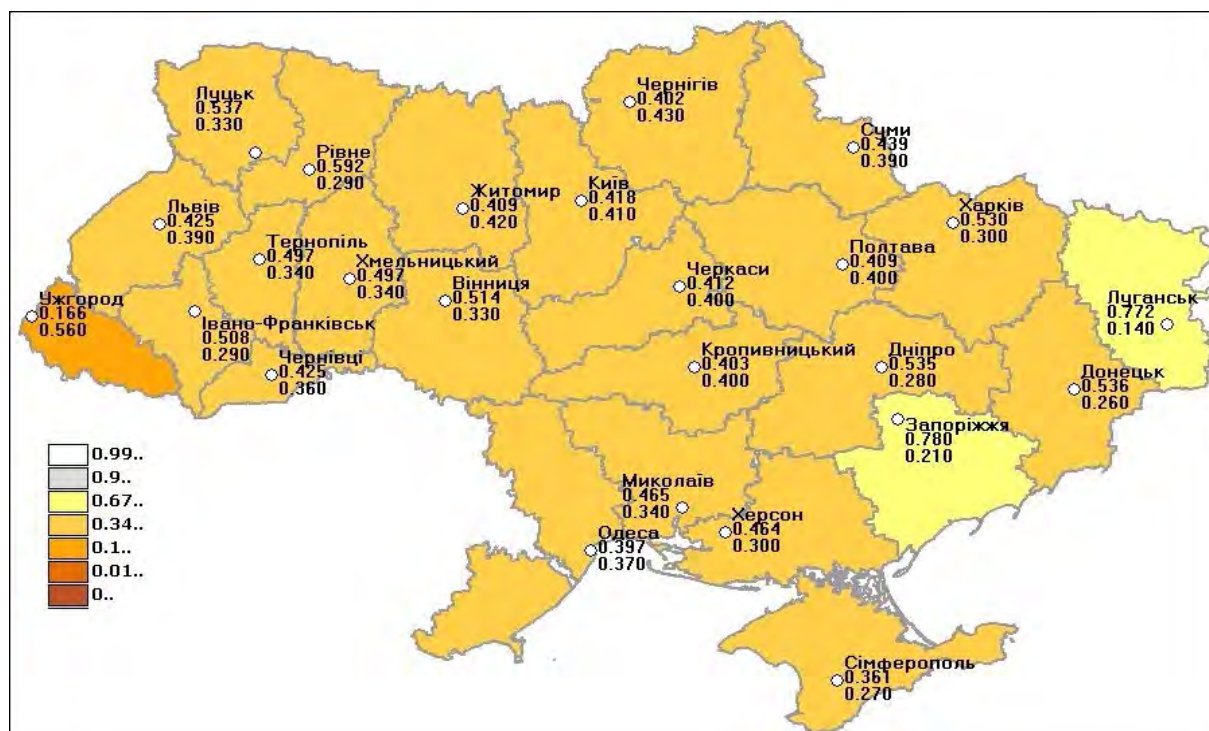 Луцьк
0.537
0.330
Рівне
0.592
0.290
Львів
0.425
0.390
Тернопіль
0.497
0.340
Хмельницький
0.497
0.340
Житомир
0.409
0.420
Київ
0.418
0.410
Чернігів
0.402
0.430
Суми
0.439
0.390
Харків
0.530
0.300
Полтава
0.409
0.400
Черкаси
0.412
0.400
Вінниця
0.514
0.330
Луганськ
0.772
0.140
Ужгород
0.166
0.560
Івано-Франківськ
0.508
0.290
Чернівці
0.425
0.360
Кропивницький
0.403
0.400
Дніпро
0.535
0.280
Донецьк
0.536
0.260
Запоріжжя
0.780
0.210
Миколаїв
0.465
0.340
Херсон
0.464
0.300
Одеса
0.397
0.370
Сімферополь
0.361
0.270
0.99..
0.9..
0.67..
0.34..
0.1..
0.01..
0..